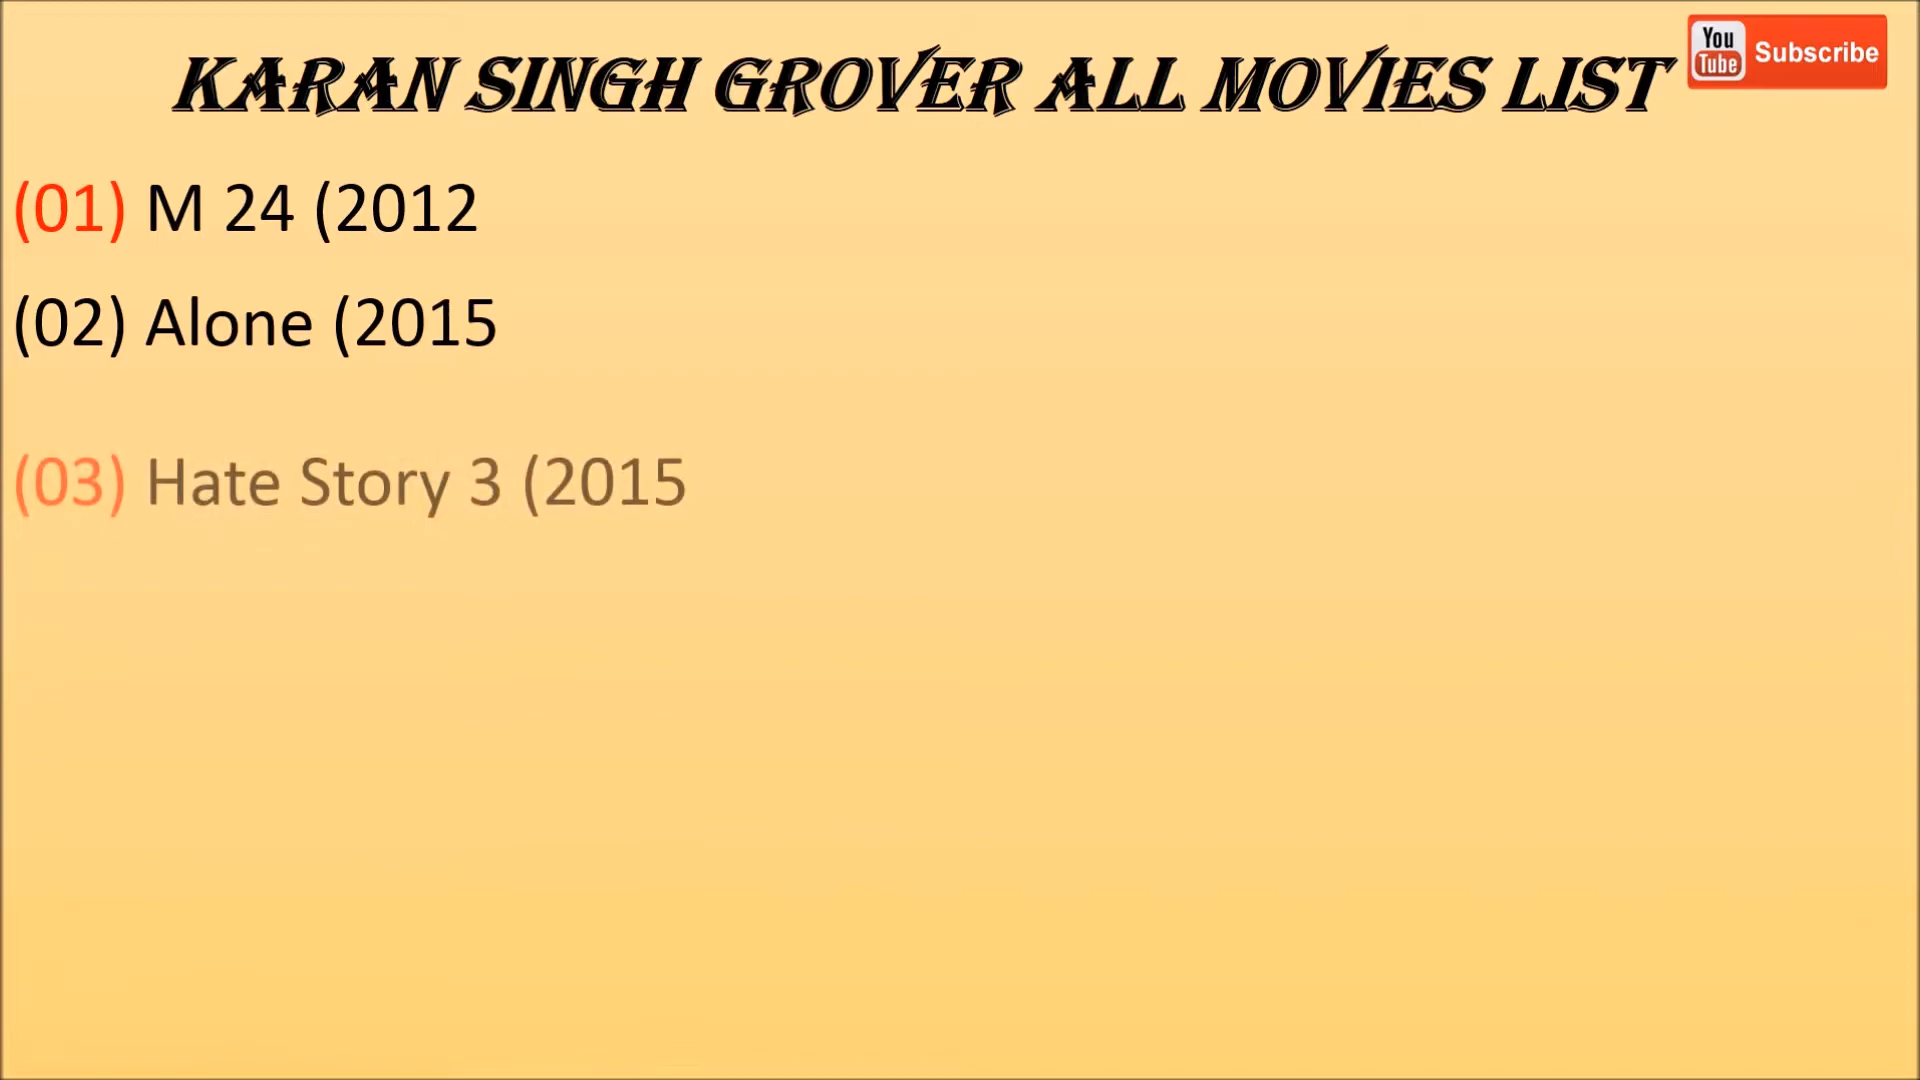 KARAN SINGH GROVER ALL MOVIES LIST
You
Tube
Subscribe
(01) M 24 (2012
(02) Alone (2015
(03) Hate Story 3 (2015